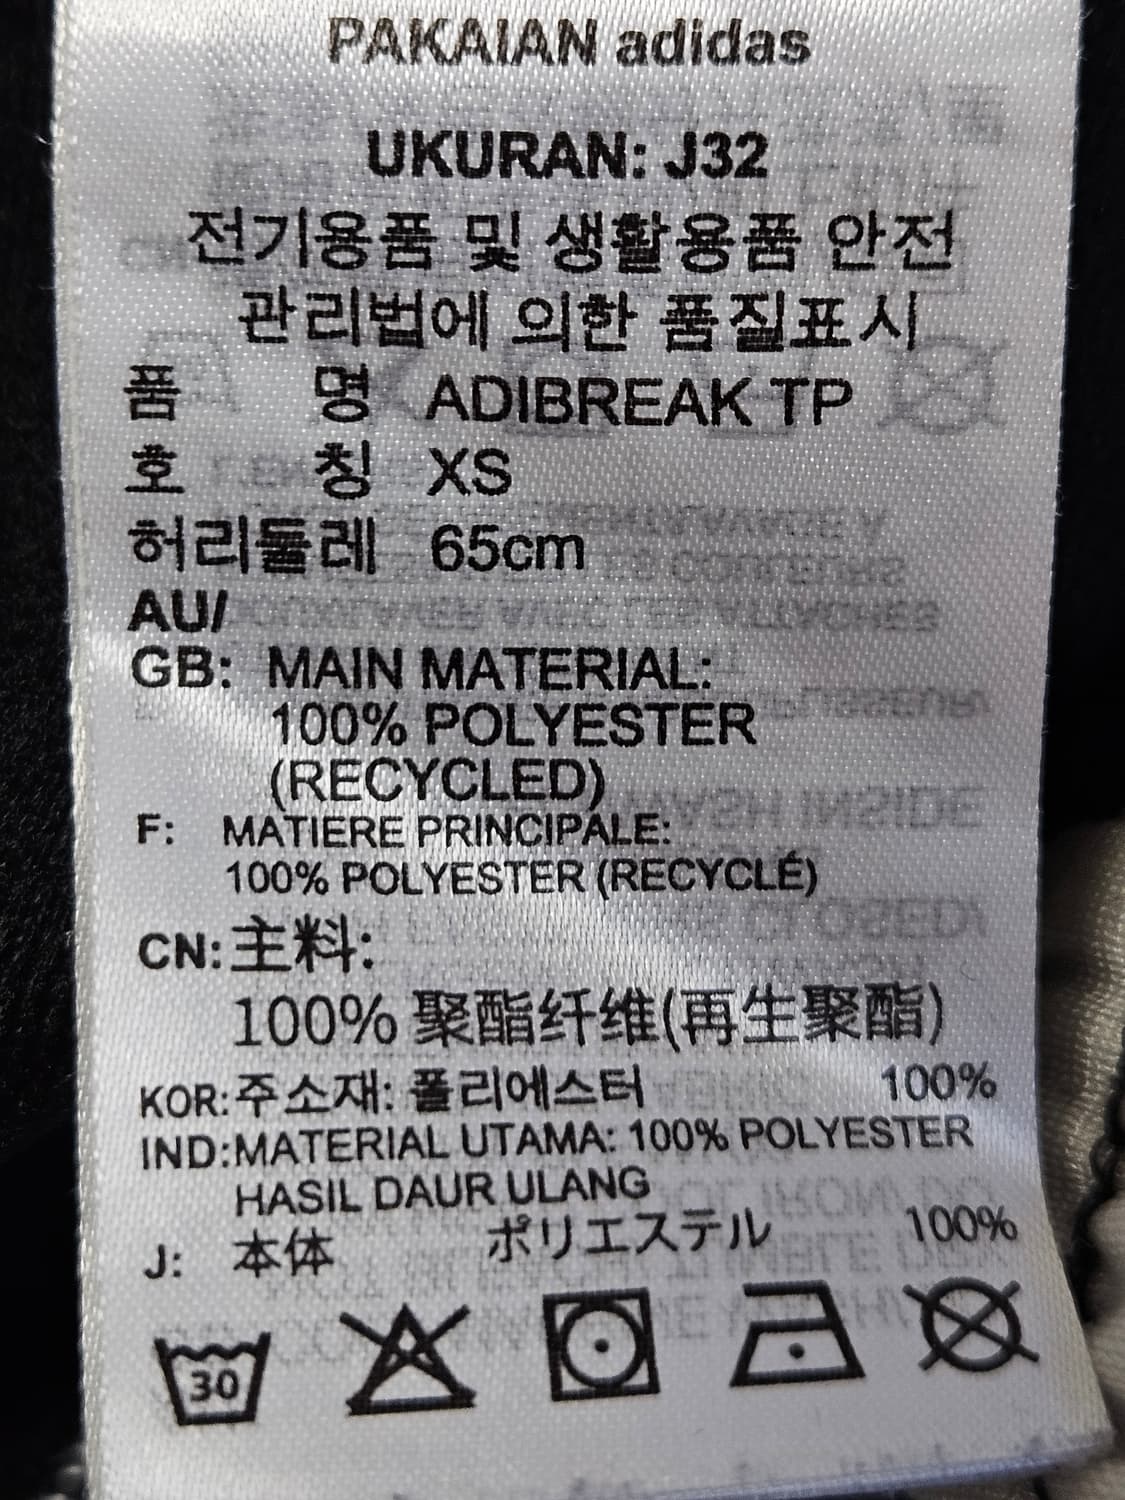 PAKAIAN adidas
UKURAN: J32
전기용품 및 생활용품 안전
관리법에 의한 품질표시
품 명 ADIBREAK TP
호 칭 XS
허리둘레 65cm
AU/
GB: MAIN MATERIAL:
100% POLYESTER
(RECYCLED)
F: MATIERE PRINCIPALE:
100% POLYESTER (RECYCLÉ)
CN: 主料:
100% 聚酯纤维(再生聚酯)
KOR: 주소재: 폴리에스터 100%
IND: MATERIAL UTAMA: 100% POLYESTER
HASIL DAUR ULANG
J: 本体 ポリエステル 100%
30